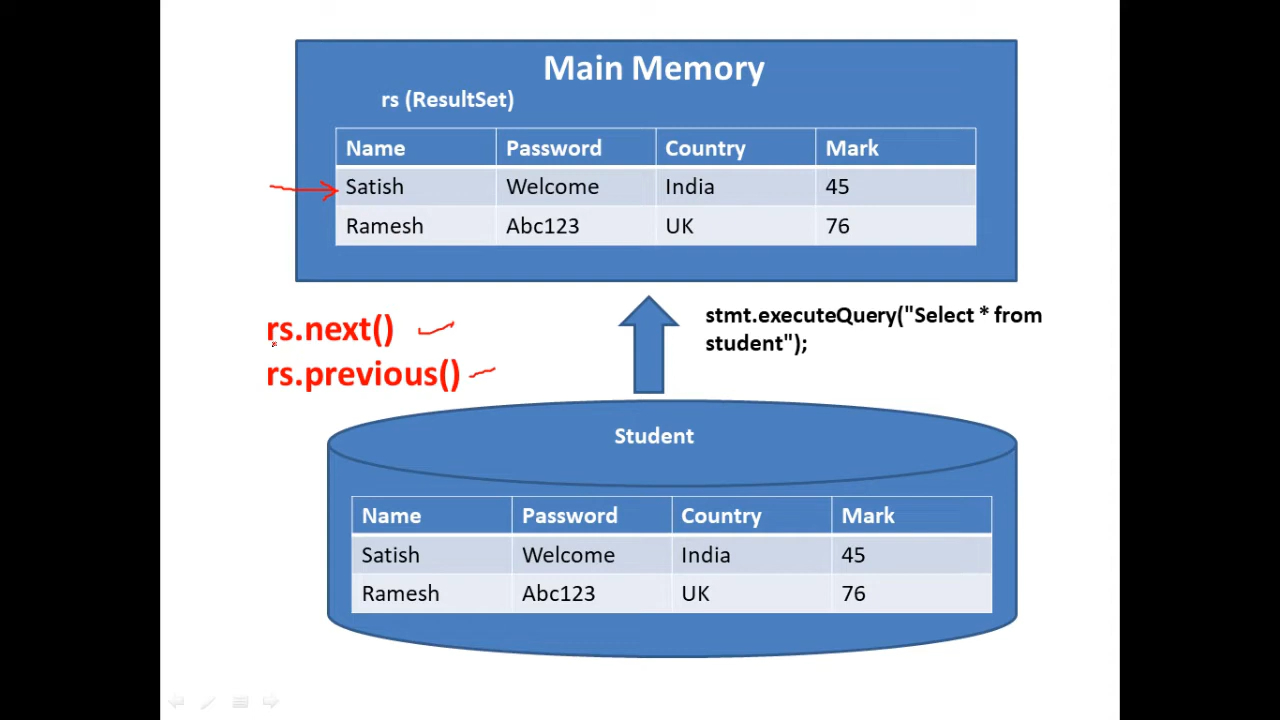 Main Memory
rs (ResultSet)
Name Password Country Mark
Satish Welcome India 45
Ramesh Abc123 UK 76
rs.next()
rs.previous()
stmt.executeQuery("Select * from
student");
Student
Name Password Country Mark
Satish Welcome India 45
Ramesh Abc123 UK 76